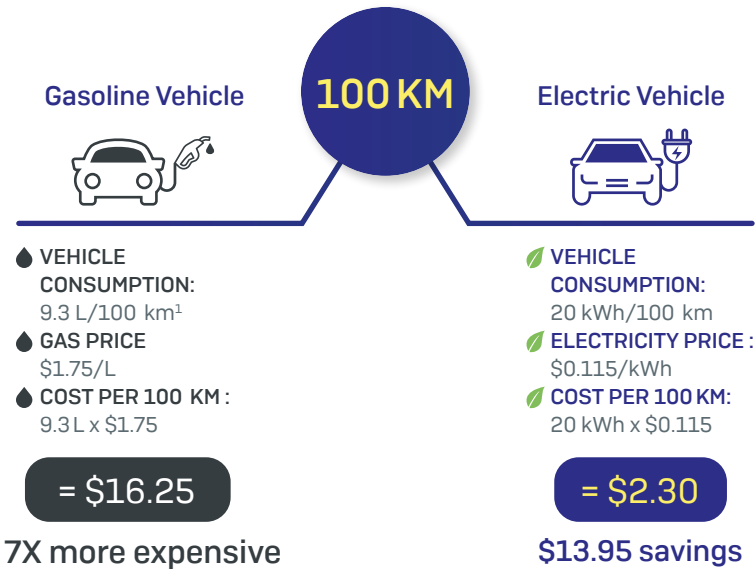 100 KM
Gasoline Vehicle
VEHICLE
CONSUMPTION:
9.3 L/100 km¹
GAS PRICE
$1.75/L
COST PER 100 KM :
9.3 L x $1.75
= $16.25
7X more expensive
Electric Vehicle
VEHICLE
CONSUMPTION:
20 kWh/100 km
ELECTRICITY PRICE :
$0.115/kWh
COST PER 100 KM:
20 kWh x $0.115
= $2.30
$13.95 savings